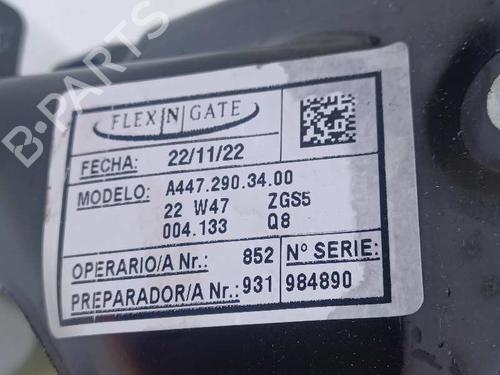 FLEX|N|GATE
FECHA: 22/11/22
MODELO: A447.290.34.00
22 W47 ZGS5
004.133 Q8
OPERARIO/A Nr.: 852
PREPARADOR/A Nr.: 931
Nº SERIE:
984890
B-PARTS